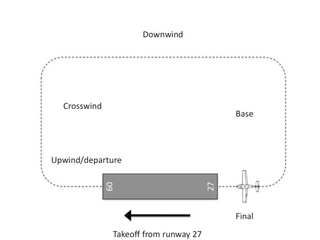 Downwind
Crosswind
Base
Upwind/departure
09
27
Final
Takeoff from runway 27